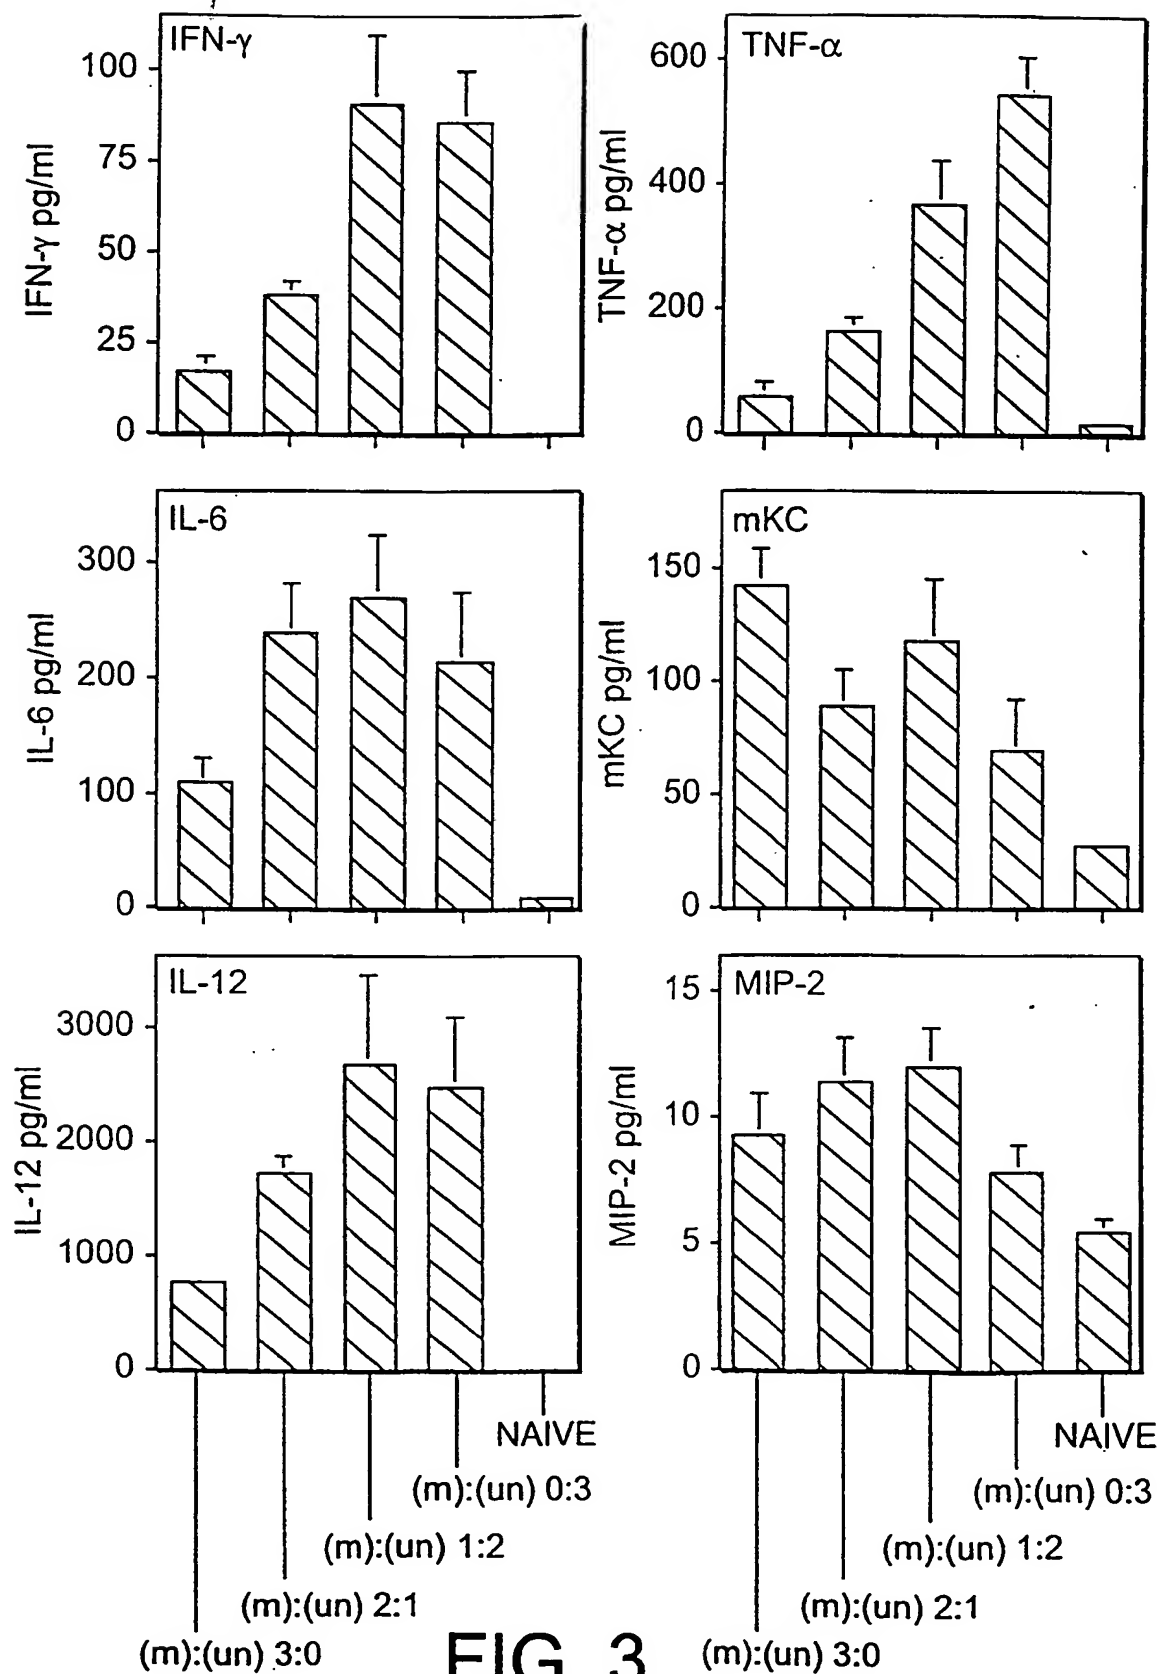 IFN-γ
100
75
50
25
0
IFN-γ pg/ml
TNF-α
600
400
200
0
TNF-α pg/ml
IL-6
300
200
100
0
IL-6 pg/ml
mKC
150
100
50
0
mKC pg/ml
IL-12
3000
2000
1000
0
IL-12 pg/ml
MIP-2
15
10
5
0
MIP-2 pg/ml
NAIVE
(m):(un) 0:3
(m):(un) 1:2
(m):(un) 2:1
(m):(un) 3:0
NAIVE
(m):(un) 0:3
(m):(un) 1:2
(m):(un) 2:1
(m):(un) 3:0
FIG. 3